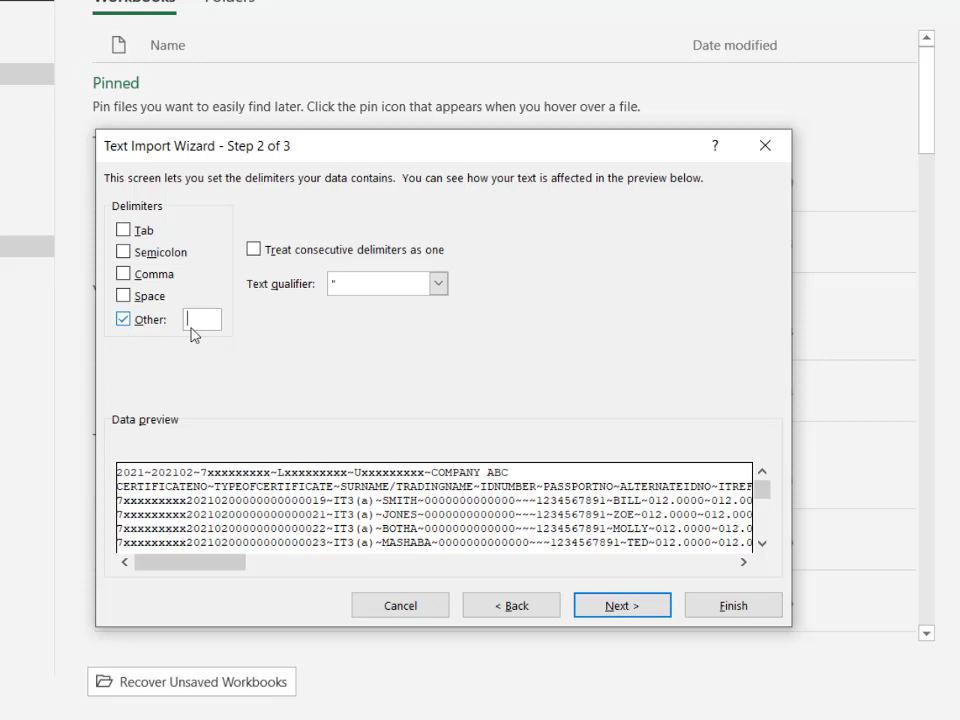 Workbooks Folders
Name Date modified
Pinned
Pin files you want to easily find later. Click the pin icon that appears when you hover over a file.
Text Import Wizard - Step 2 of 3 ?
This screen lets you set the delimiters your data contains. You can see how your text is affected in the preview below.
Delimiters
Tab
Semicolon
Comma
Space
Other:
Treat consecutive delimiters as one
Text qualifier: "
Data preview
2021~202102~7xxxxxxxxx~Lxxxxxxxxx~Uxxxxxxxxx~COMPANY ABC
CERTIFICATENO~TYPEOFCERTIFICATE~SURNAME/TRADINGNAME~IDNUMBER~PASSPORTNO~ALTERNATEIDNO~ITREF
7xxxxxxxxx20210200000000000019~IT3(a)~SMITH~0000000000000~~~1234567891~BILL~012.0000~012.00
7xxxxxxxxx20210200000000000021~IT3(a)~JONES~0000000000000~~~1234567891~ZOE~012.0000~012.000
7xxxxxxxxx20210200000000000022~IT3(a)~BOTHA~0000000000000~~~1234567891~MOLLY~012.0000~012.0
7xxxxxxxxx20210200000000000023~IT3(a)~MASHABA~0000000000000~~~1234567891~TED~012.0000~012.0
Cancel < Back Next > Finish
Recover Unsaved Workbooks